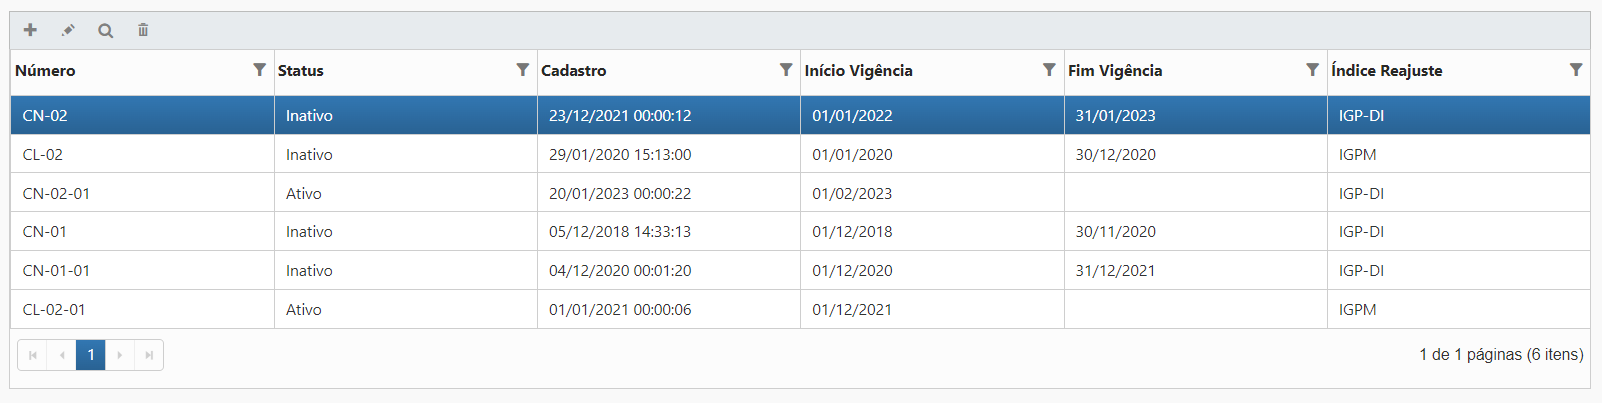 Número Status Cadastro Início Vigência Fim Vigência Índice Reajuste
CN-02 Inativo 23/12/2021 00:00:12 01/01/2022 31/01/2023 IGP-DI
CL-02 Inativo 29/01/2020 15:13:00 01/01/2020 30/12/2020 IGPM
CN-02-01 Ativo 20/01/2023 00:00:22 01/02/2023 IGP-DI
CN-01 Inativo 05/12/2018 14:33:13 01/12/2018 30/11/2020 IGP-DI
CN-01-01 Inativo 04/12/2020 00:01:20 01/12/2020 31/12/2021 IGP-DI
CL-02-01 Ativo 01/01/2021 00:00:06 01/12/2021 IGPM
1 1 de 1 páginas (6 itens)